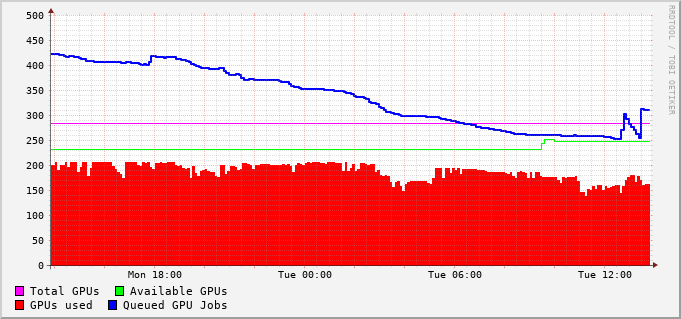 500
450
400
350
300
250
200
150
100
50
0
Mon 18:00 Tue 00:00 Tue 06:00 Tue 12:00
Total GPUs Available GPUs
GPUs used Queued GPU Jobs
RRDTOOL / TOBI OETIKER